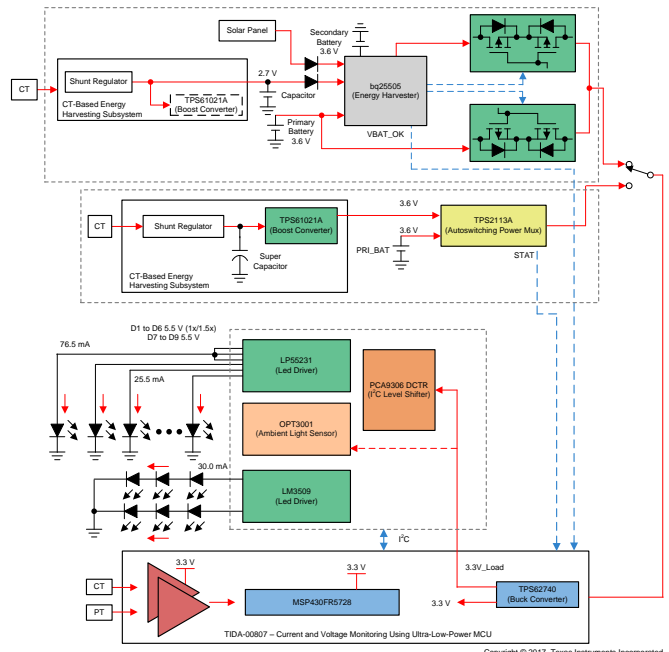 Solar Panel
Secondary
Battery
3.6 V
CT
Shunt Regulator
TPS61021A
(Boost Converter)
CT-Based Energy
Harvesting Subsystem
2.7 V
Capacitor
Primary
Battery
3.6 V
bq25505
(Energy Harvester)
VBAT_OK
CT
Shunt Regulator
TPS61021A
(Boost Converter)
Super
Capacitor
CT-Based Energy
Harvesting Subsystem
3.6 V
3.6 V
PRI_BAT
TPS2113A
(Autoswitching Power Mux)
STAT
D1 to D6 5.5 V (1x/1.5x)
D7 to D9 5.5 V
76.5 mA
25.5 mA
LP55231
(Led Driver)
PCA9306 DCTR
(I²C Level Shifter)
OPT3001
(Ambient Light Sensor)
30.0 mA
LM3509
(Led Driver)
I²C
CT
PT
3.3 V
3.3 V
MSP430FR5728
3.3V_Load
3.3 V
TPS62740
(Buck Converter)
TIDA-00807 – Current and Voltage Monitoring Using Ultra-Low-Power MCU
Copyright © 2017, Texas Instruments Incorporated